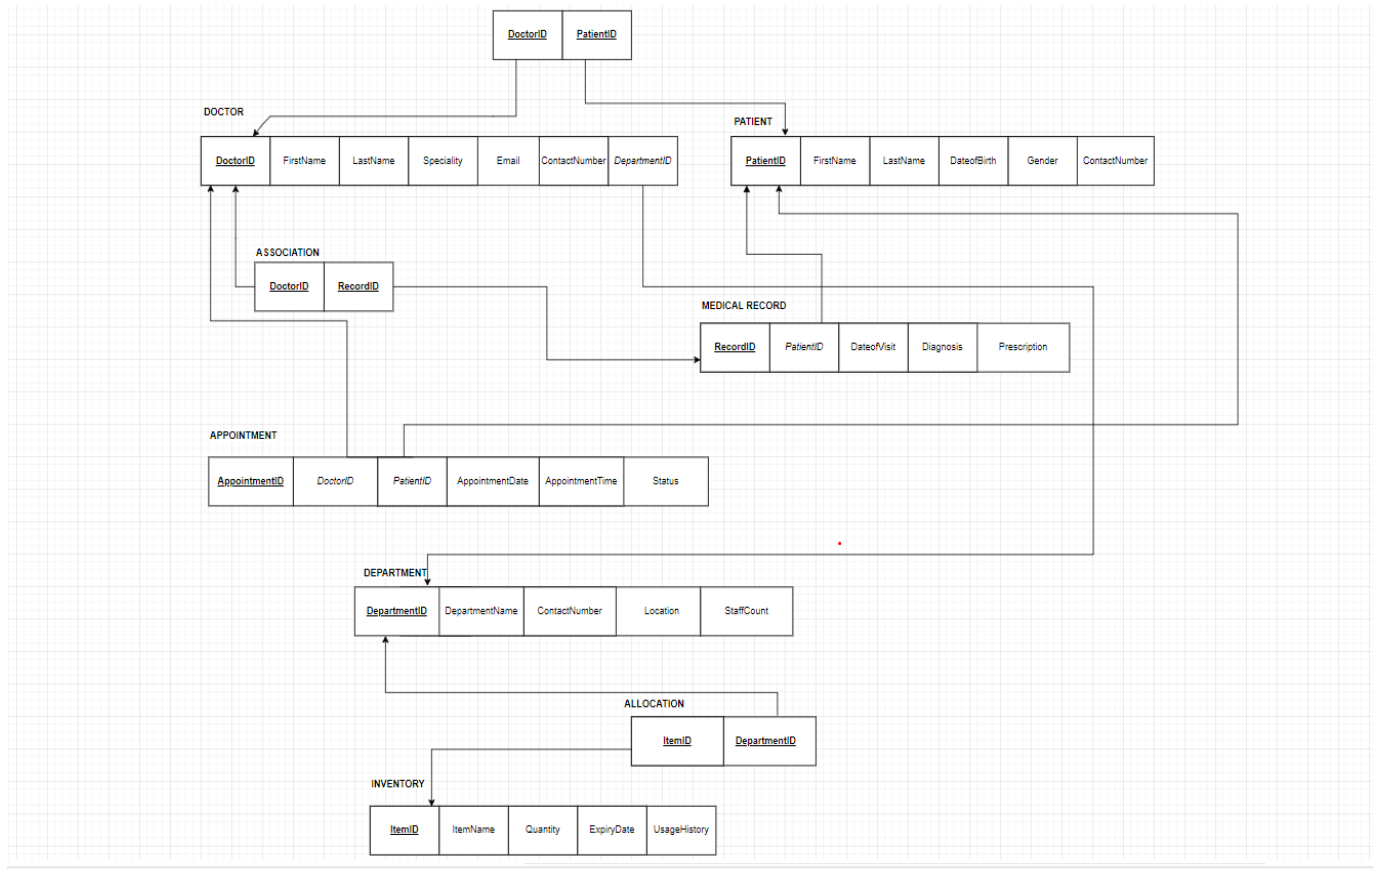 DoctorID PatientID
DOCTOR
PATIENT
DoctorID FirstName LastName Speciality Email ContactNumber DepartmentID
PatientID FirstName LastName DateofBirth Gender ContactNumber
ASSOCIATION
DoctorID RecordID
MEDICAL RECORD
RecordID PatientID DateofVisit Diagnosis Prescription
APPOINTMENT
AppointmentID DoctorID PatientID AppointmentDate AppointmentTime Status
DEPARTMENT
DepartmentID DepartmentName ContactNumber Location StaffCount
ALLOCATION
ItemID DepartmentID
INVENTORY
ItemID ItemName Quantity ExpiryDate UsageHistory